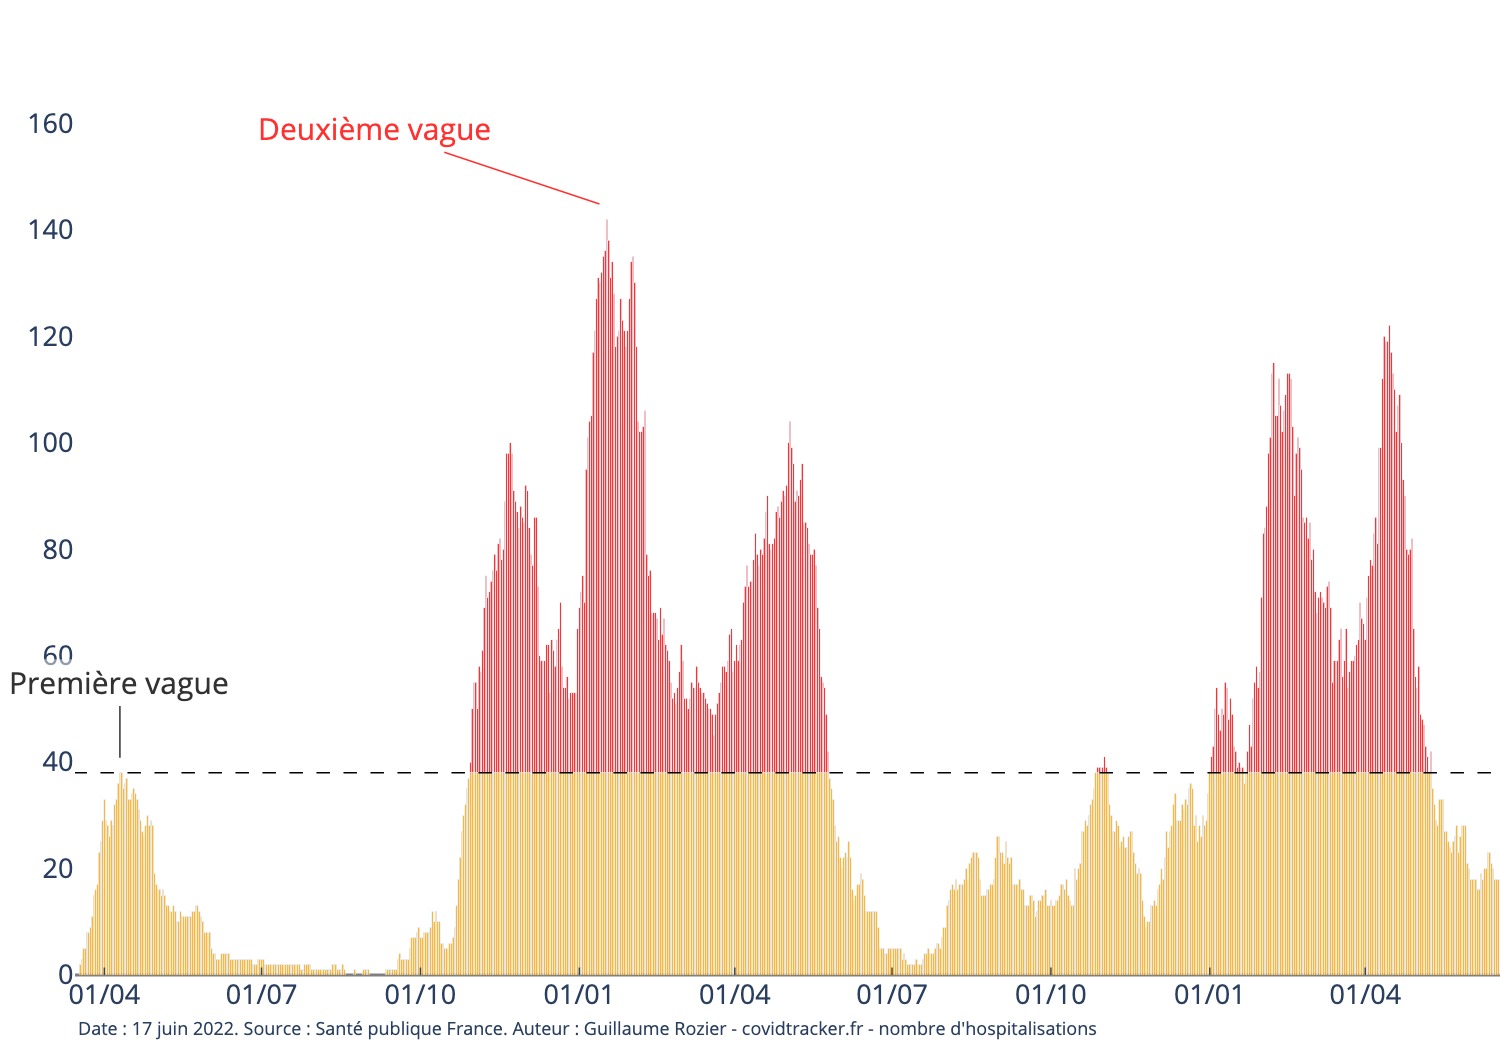 160
Deuxième vague
140
120
100
80
60
Première vague
40
20
0
01/04 01/07 01/10 01/01 01/04 01/07 01/10 01/01 01/04
Date : 17 juin 2022. Source : Santé publique France. Auteur : Guillaume Rozier - covidtracker.fr - nombre d'hospitalisations